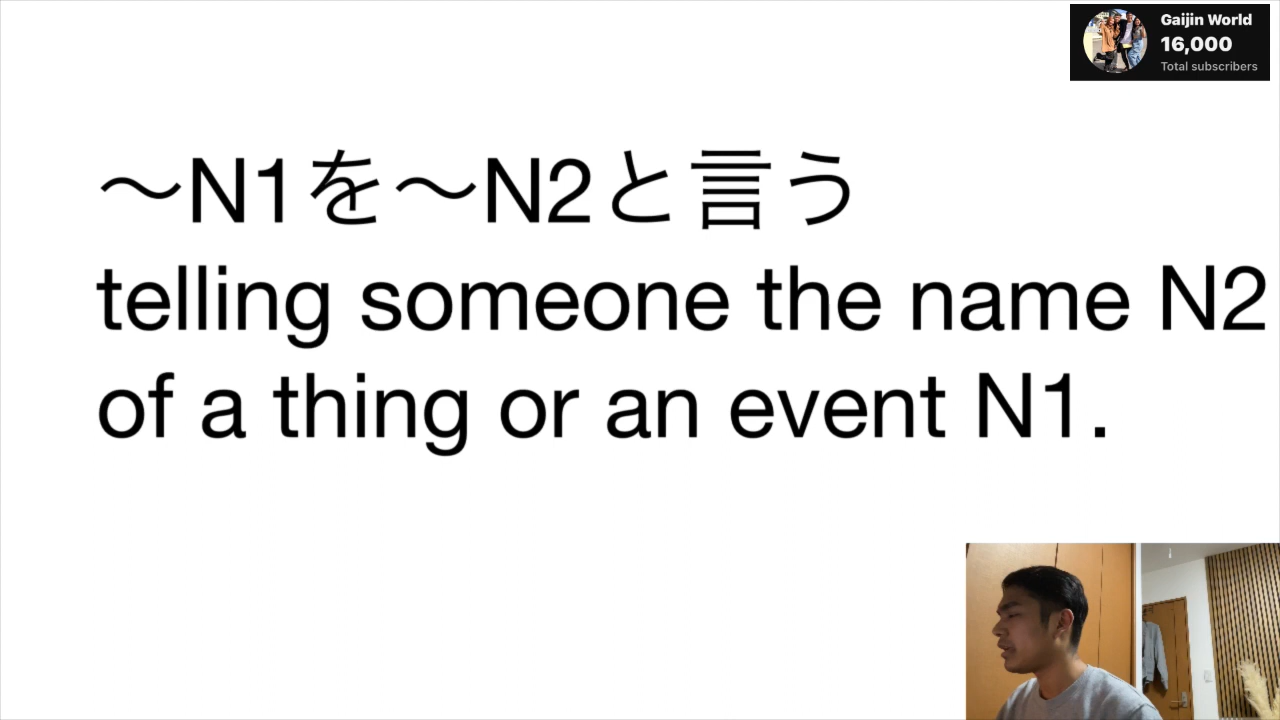 Gaijin World
16,000
Total subscribers
〜N1を〜N2と言う
telling someone the name N2
of a thing or an event N1.